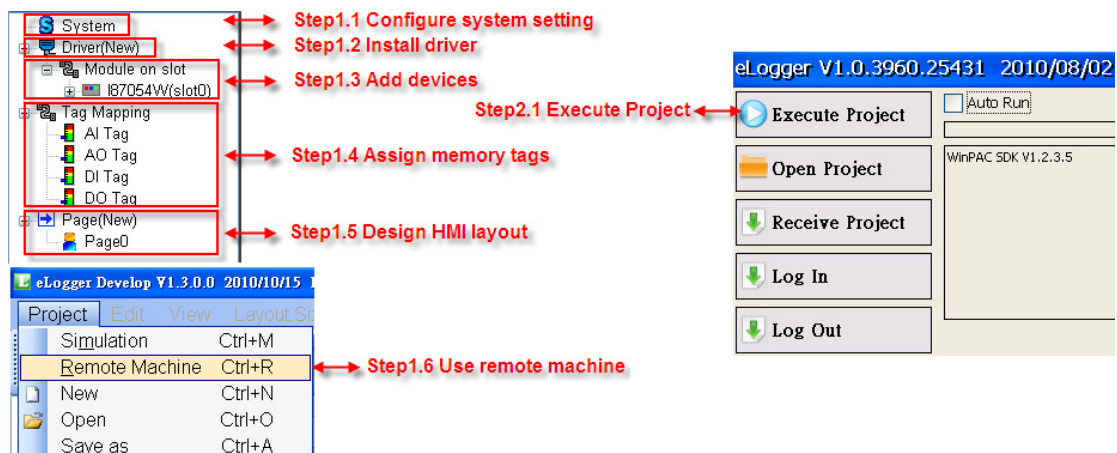 System
Step1.1 Configure system setting
Driver(New)
Step1.2 Install driver
Module on slot
I87054W(slot0)
Step1.3 Add devices
Tag Mapping
AI Tag
AO Tag
DI Tag
DO Tag
Step1.4 Assign memory tags
Page(New)
Page0
Step1.5 Design HMI layout
eLogger Develop V1.3.0.0 2010/10/15
Project Edit View Layout
Simulation Ctrl+M
Remote Machine Ctrl+R
Step1.6 Use remote machine
New Ctrl+N
Open Ctrl+O
Save as Ctrl+A
eLogger V1.0.3960.25431 2010/08/02
Step2.1 Execute Project
Execute Project
Auto Run
Open Project
WinPAC SDK V1.2.3.5
Receive Project
Log In
Log Out